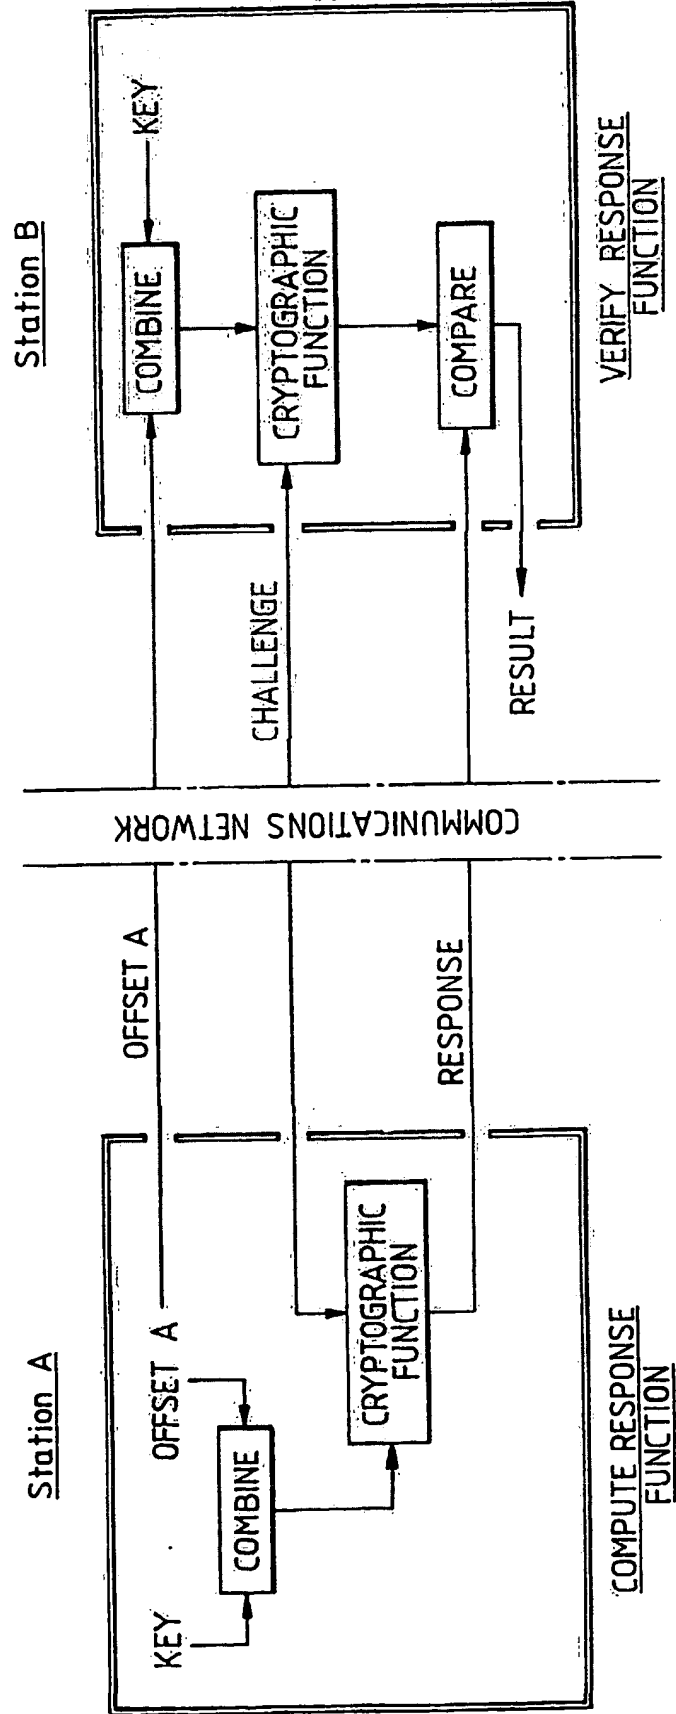 Station A
KEY
OFFSET A
COMBINE
CRYPTOGRAPHIC
FUNCTION
COMPUTE RESPONSE
FUNCTION
OFFSET A
RESPONSE
COMMUNICATIONS NETWORK
CHALLENGE
RESULT
Station B
COMBINE
KEY
CRYPTOGRAPHIC
FUNCTION
COMPARE
VERIFY RESPONSE
FUNCTION